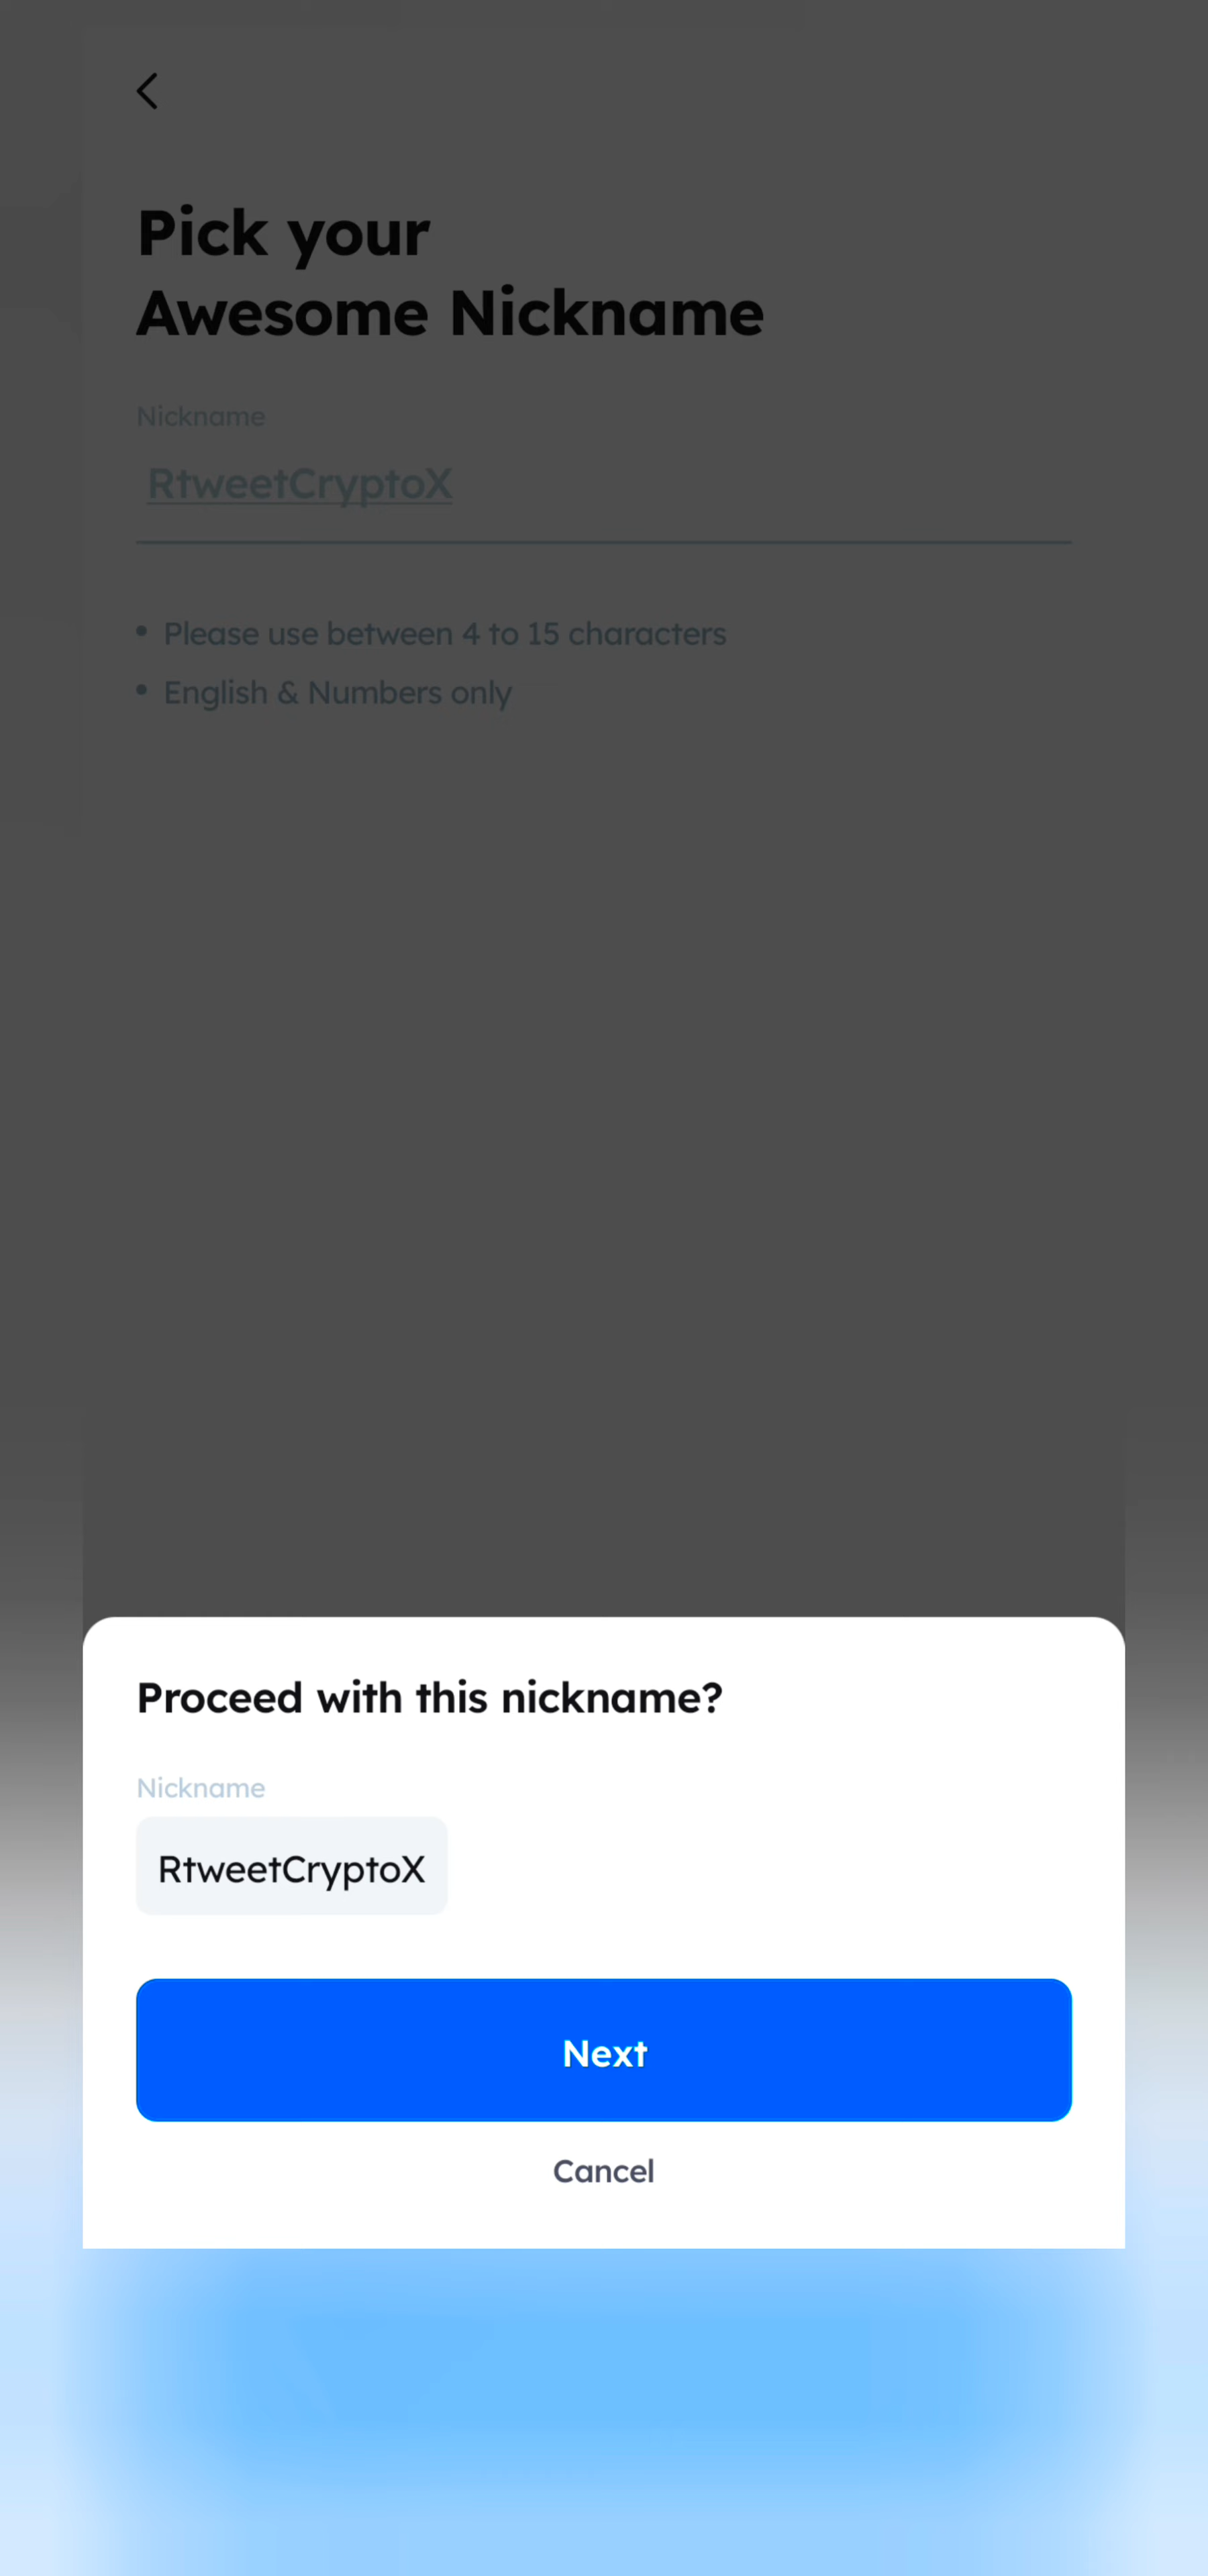 Pick your
Awesome Nickname
Nickname
RtweetCryptoX
• Please use between 4 to 15 characters
• English & Numbers only
Proceed with this nickname?
Nickname
RtweetCryptoX
Next
Cancel